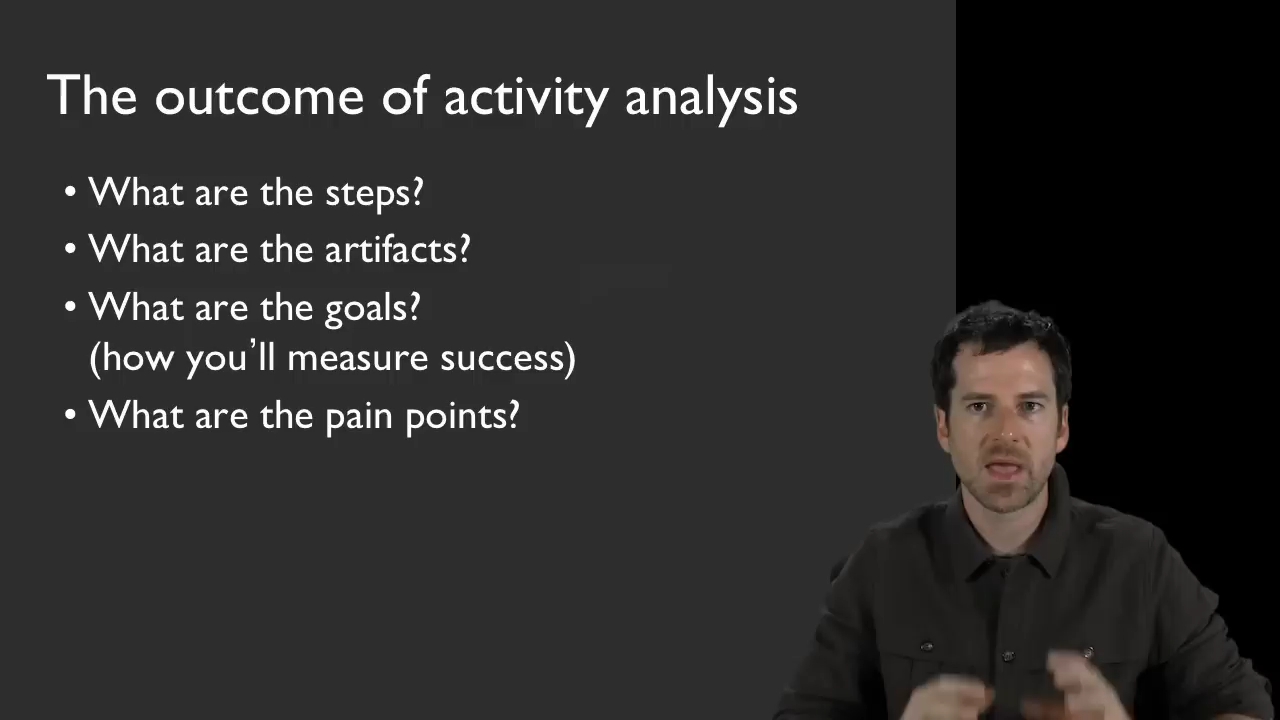 The outcome of activity analysis
• What are the steps?
• What are the artifacts?
• What are the goals?
(how you’ll measure success)
• What are the pain points?